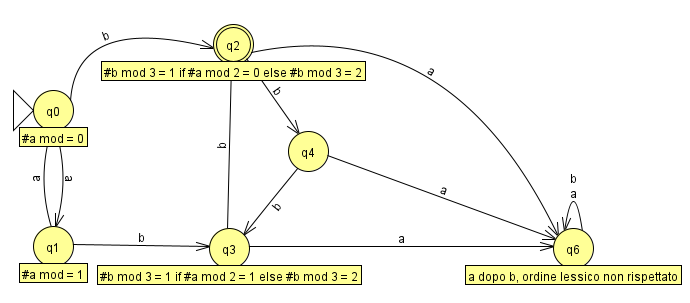 b
q2
#b mod 3 = 1 if #a mod 2 = 0 else #b mod 3 = 2
a
q0
#a mod = 0
b
q4
b
a
a
a
b
b
a
q1
#a mod = 1
b
q3
#b mod 3 = 1 if #a mod 2 = 1 else #b mod 3 = 2
a
q6
a dopo b, ordine lessico non rispettato